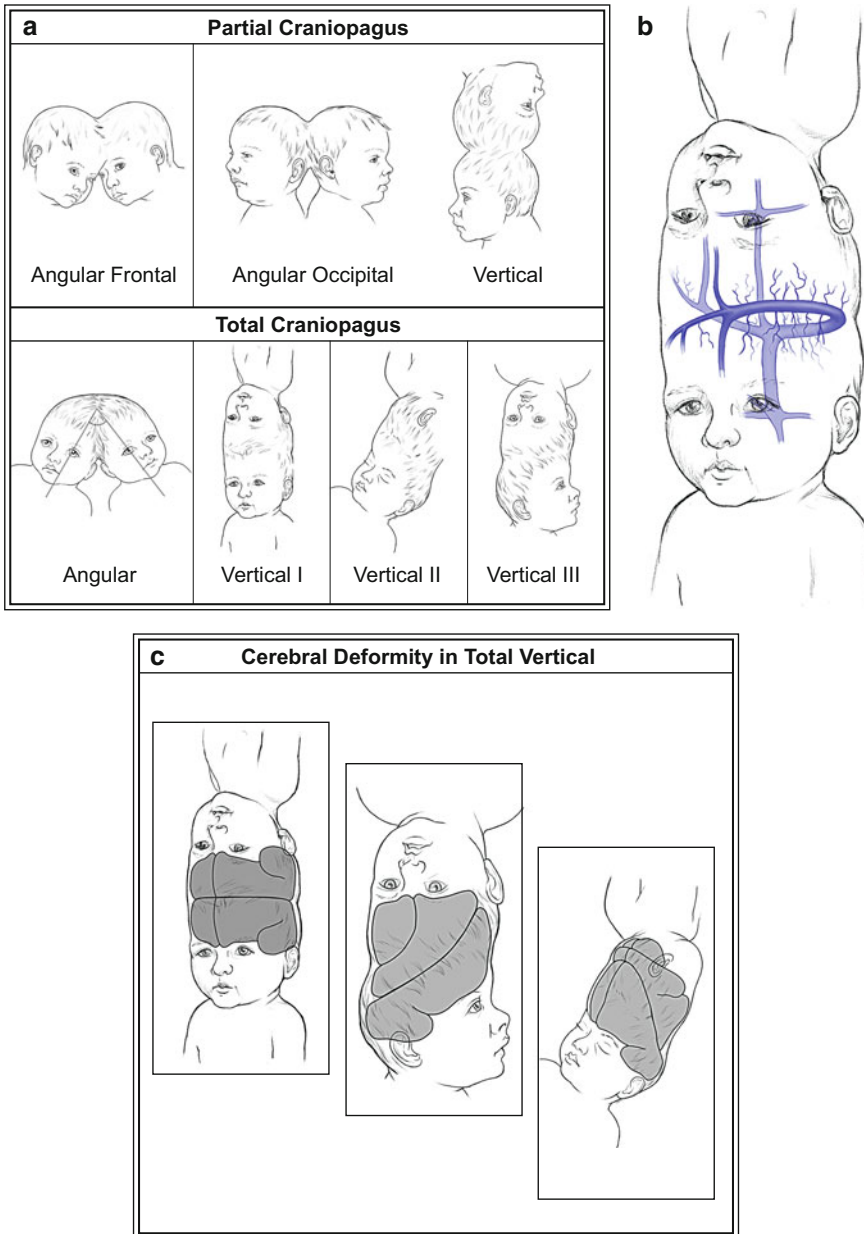 a
Partial Craniopagus
Angular Frontal
Angular Occipital
Vertical
Total Craniopagus
Angular
Vertical I
Vertical II
Vertical III
b
c
Cerebral Deformity in Total Vertical